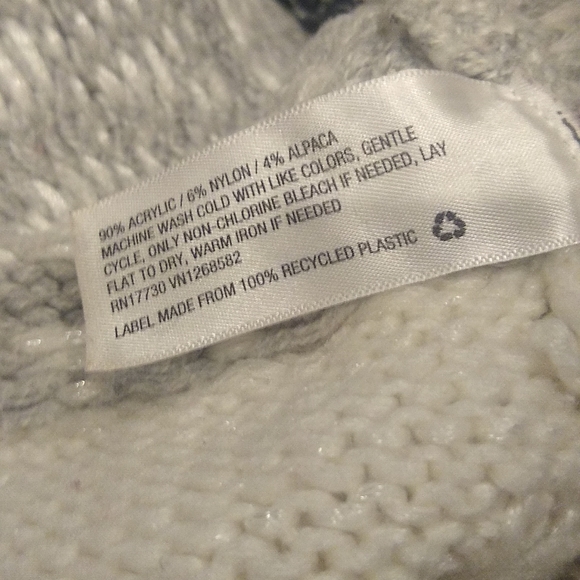 90% ACRYLIC / 6% NYLON / 4% ALPACA
MACHINE WASH COLD WITH LIKE COLORS, GENTLE
CYCLE, ONLY NON-CHLORINE BLEACH IF NEEDED, LAY
FLAT TO DRY, WARM IRON IF NEEDED
RN17730 VN1268582
LABEL MADE FROM 100% RECYCLED PLASTIC